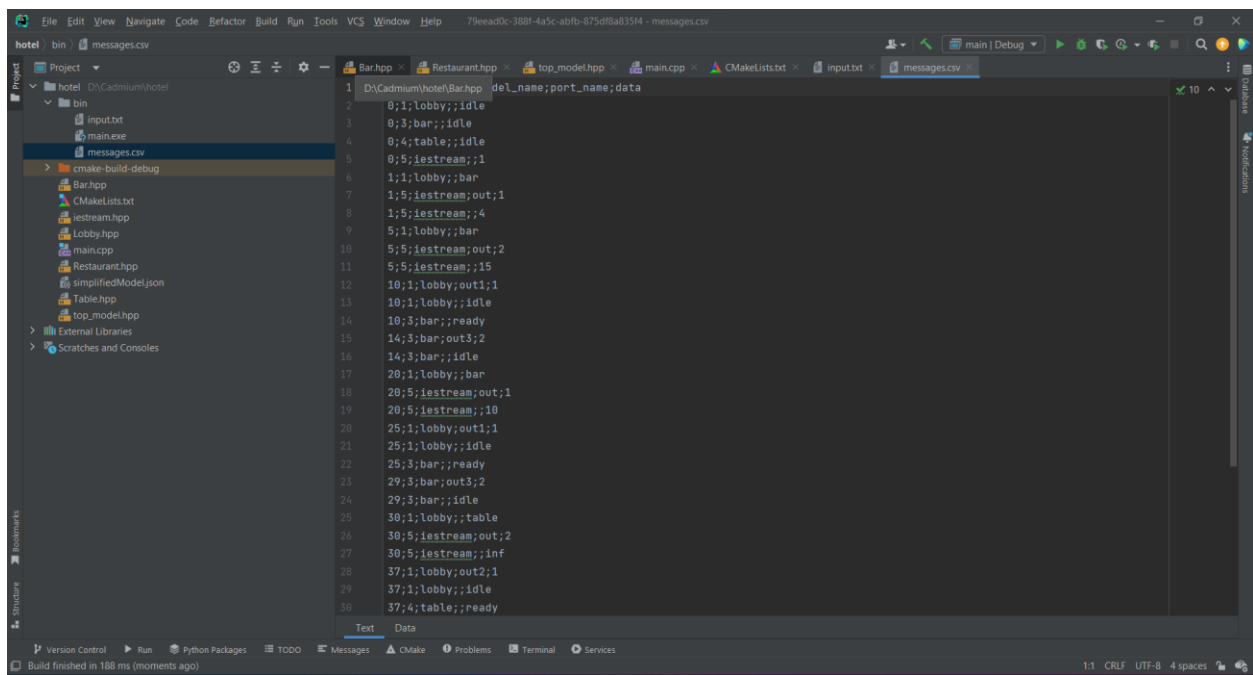 File Edit View Navigate Code Refactor Build Run Tools VCS Window Help 79eead0c-388f-4a5c-abfb-875df8a835f4 - messages.csv
hotel bin messages.csv main | Debug
Project
Bar.hpp Restaurant.hpp top_model.hpp main.cpp CMakeLists.txt input.txt messages.csv
hotel D:\Cadmium\hotel
bin
input.txt
main.exe
messages.csv
cmake-build-debug
Bar.hpp
CMakeLists.txt
iestream.hpp
Lobby.hpp
main.cpp
Restaurant.hpp
simplifiedModel.json
Table.hpp
top_model.hpp
External Libraries
Scratches and Consoles
D:\Cadmium\hotel\Bar.hpp
1 del_name;port_name;data
2 0;1;lobby;;idle
3 0;3;bar;;idle
4 0;4;table;;idle
5 0;5;iestream;;1
6 1;1;lobby;;bar
7 1;5;iestream;out;1
8 1;5;iestream;;4
9 5;1;lobby;;bar
10 5;5;iestream;out;2
11 5;5;iestream;;15
12 10;1;lobby;out1;1
13 10;1;lobby;;idle
14 10;3;bar;;ready
15 14;3;bar;out3;2
16 14;3;bar;;idle
17 20;1;lobby;;bar
18 20;5;iestream;out;1
19 20;5;iestream;;10
20 25;1;lobby;out1;1
21 25;1;lobby;;idle
22 25;3;bar;;ready
23 29;3;bar;out3;2
24 29;3;bar;;idle
25 30;1;lobby;;table
26 30;5;iestream;out;2
27 30;5;iestream;;inf
28 37;1;lobby;out2;1
29 37;1;lobby;;idle
30 37;4;table;;ready
10
Project
Bookmarks
Structure
Database
Notifications
Text Data
Version Control Run Python Packages TODO Messages CMake Problems Terminal Services
Build finished in 188 ms (moments ago) 1:1 CRLF UTF-8 4 spaces